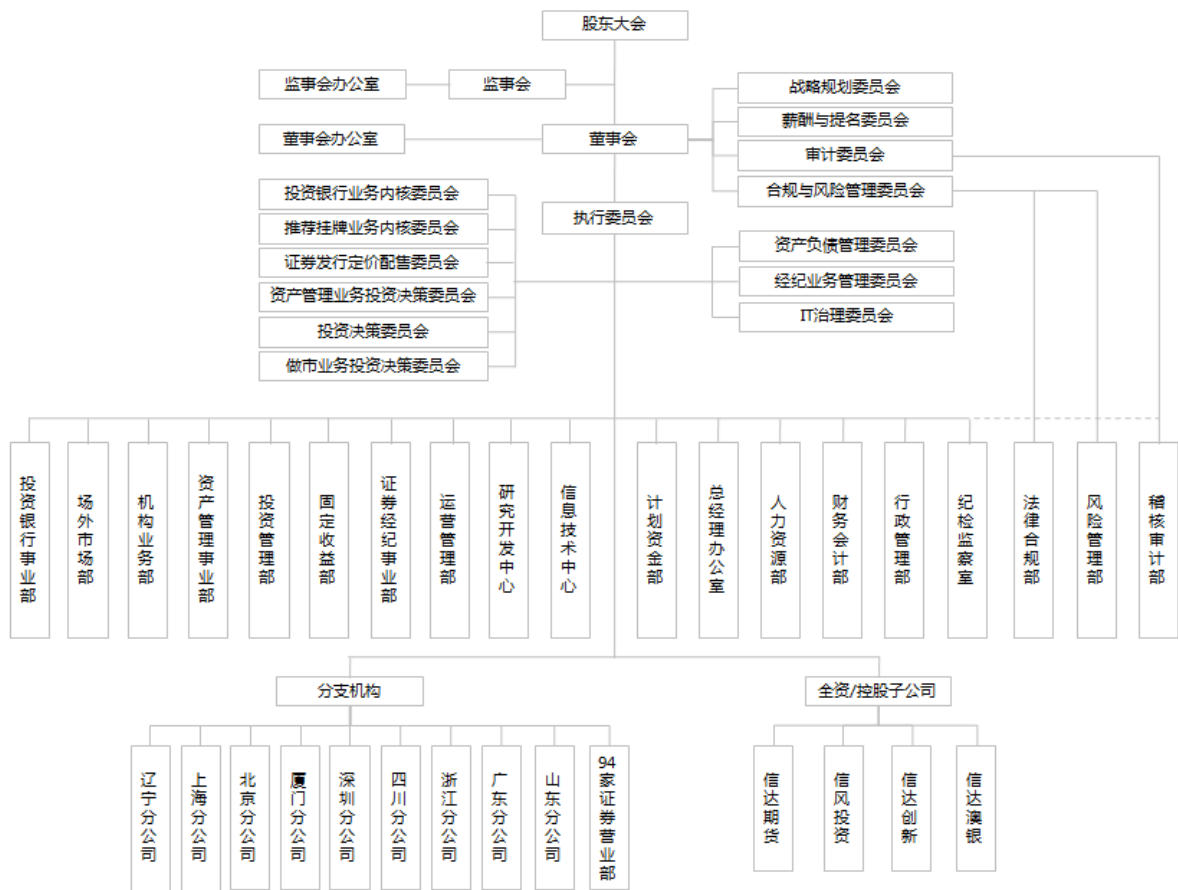 股东大会
监事会办公室
监事会
战略规划委员会
薪酬与提名委员会
董事会办公室
董事会
审计委员会
合规与风险管理委员会
投资银行业务内核委员会
执行委员会
推荐挂牌业务内核委员会
资产负债管理委员会
证券发行定价配售委员会
经纪业务管理委员会
资产管理业务投资决策委员会
IT治理委员会
投资决策委员会
做市业务投资决策委员会
投资银行事业部
场外市场部
机构业务部
资产管理事业部
投资管理部
固定收益部
证券经纪事业部
运营管理部
研究开发中心
信息技术中心
计划资金部
总经理办公室
人力资源部
财务会计部
行政管理部
纪检监察室
法律合规部
风险管理部
稽核审计部
分支机构
全资/控股子公司
辽宁分公司
上海分公司
北京分公司
厦门分公司
深圳分公司
四川分公司
浙江分公司
广东分公司
山东分公司
94家证券营业部
信达期货
信风投资
信达创新
信达澳银